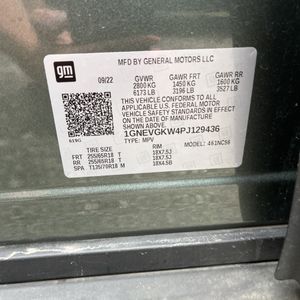 gm
MFD BY GENERAL MOTORS LLC
09/22 GVWR GAWR FRT GAWR RR
2800 KG 1450 KG 1600 KG
6173 LB 3196 LB 3527 LB
THIS VEHICLE CONFORMS TO ALL
APPLICABLE U.S. FEDERAL MOTOR
VEHICLE SAFETY STANDARDS IN
EFFECT ON THE DATE OF
MANUFACTURE SHOWN ABOVE.
1GNEVGKW4PJ129436
TYPE: MPV MODEL: 461NC56
TIRE SIZE RIM
FRT 255/65R18 T 18X7.5J
RR 255/65R18 T 18X7.5J
SPA T135/70R18 M 18X4.5B